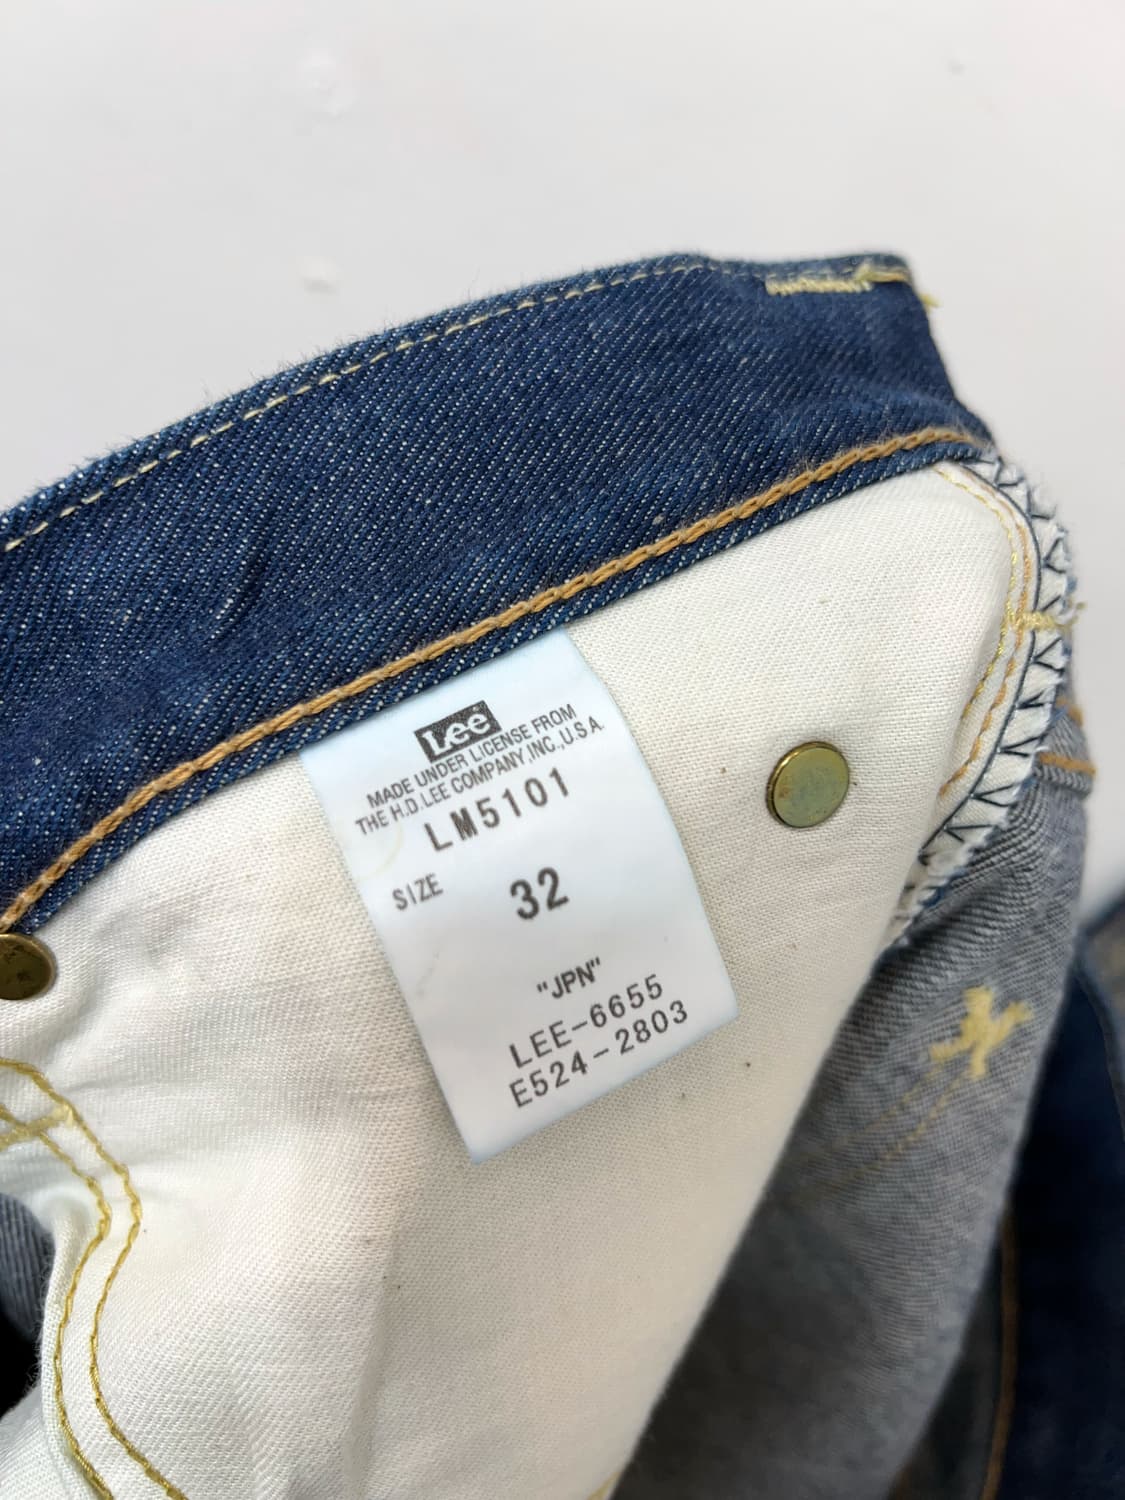 Lee
MADE UNDER LICENSE FROM
THE H.D.LEE COMPANY,INC.,U.S.A.
LM5101
SIZE 32
"JPN"
LEE-6655
E524-2803